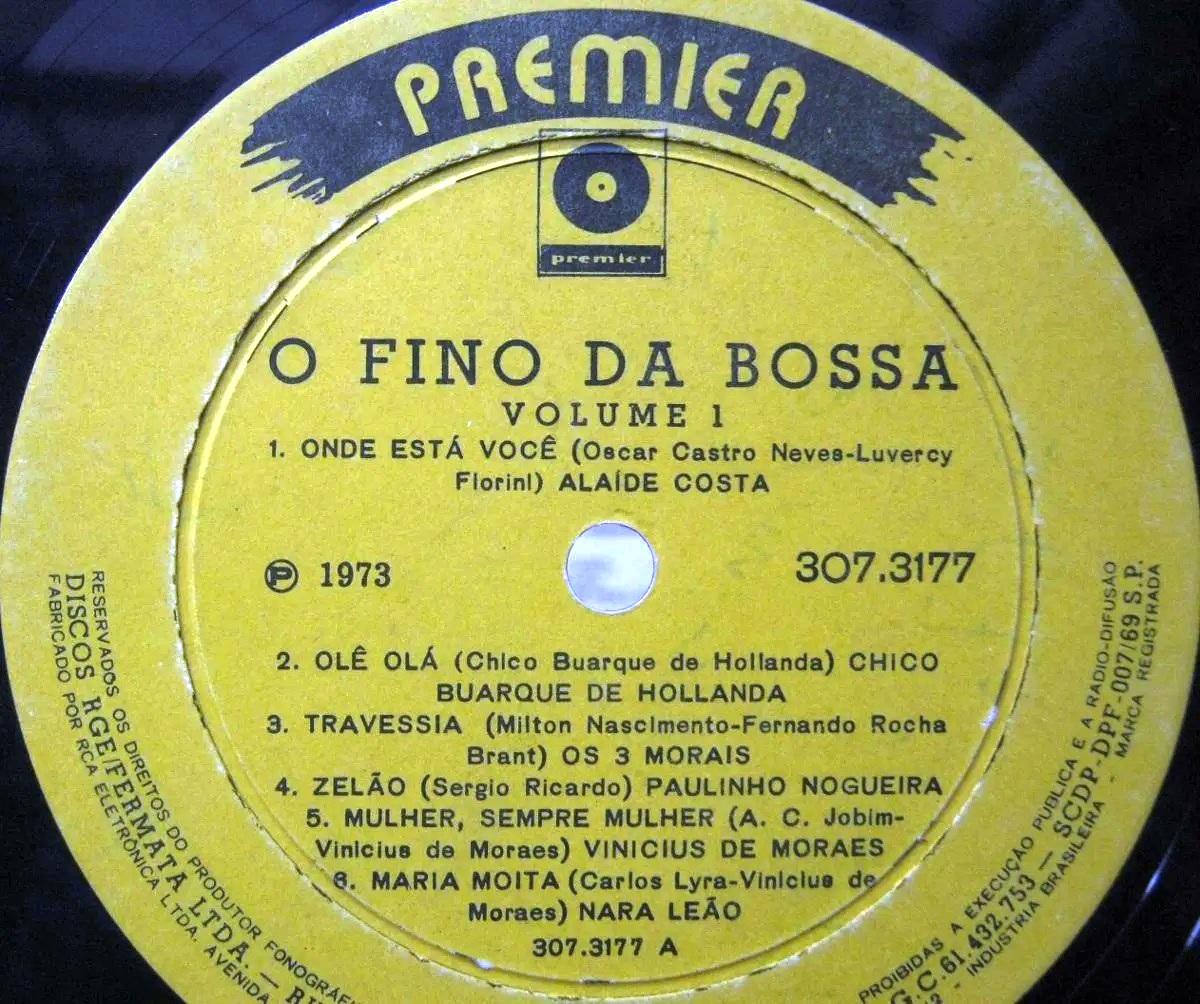 PREMIER
premier
O FINO DA BOSSA
VOLUME 1
1. ONDE ESTÁ VOCÊ (Oscar Castro Neves-Luvercy
Fiorini) ALAÍDE COSTA
℗ 1973
307.3177
2. OLÊ OLÁ (Chico Buarque de Hollanda) CHICO
BUARQUE DE HOLLANDA
3. TRAVESSIA (Milton Nascimento-Fernando Rocha
Brant) OS 3 MORAIS
4. ZELÃO (Sergio Ricardo) PAULINHO NOGUEIRA
5. MULHER, SEMPRE MULHER (A. C. Jobim-
Vinicius de Moraes) VINICIUS DE MORAES
6. MARIA MOITA (Carlos Lyra-Vinicius de
Moraes) NARA LEÃO
307.3177 A
RESERVADOS OS DIREITOS DO PRODUTOR
DISCOS RGE/FERMATA LTDA. —
FABRICADO POR RCA ELETRÔNICA LTDA. AVENIDA
PROIBIDAS A EXECUÇÃO PUBLICA E A RADIO-DIFUSÃO
61.432.753 — SCDP-DPF-007/69 S.P.
- INDUSTRIA BRASILEIRA - MARCA REGISTRADA